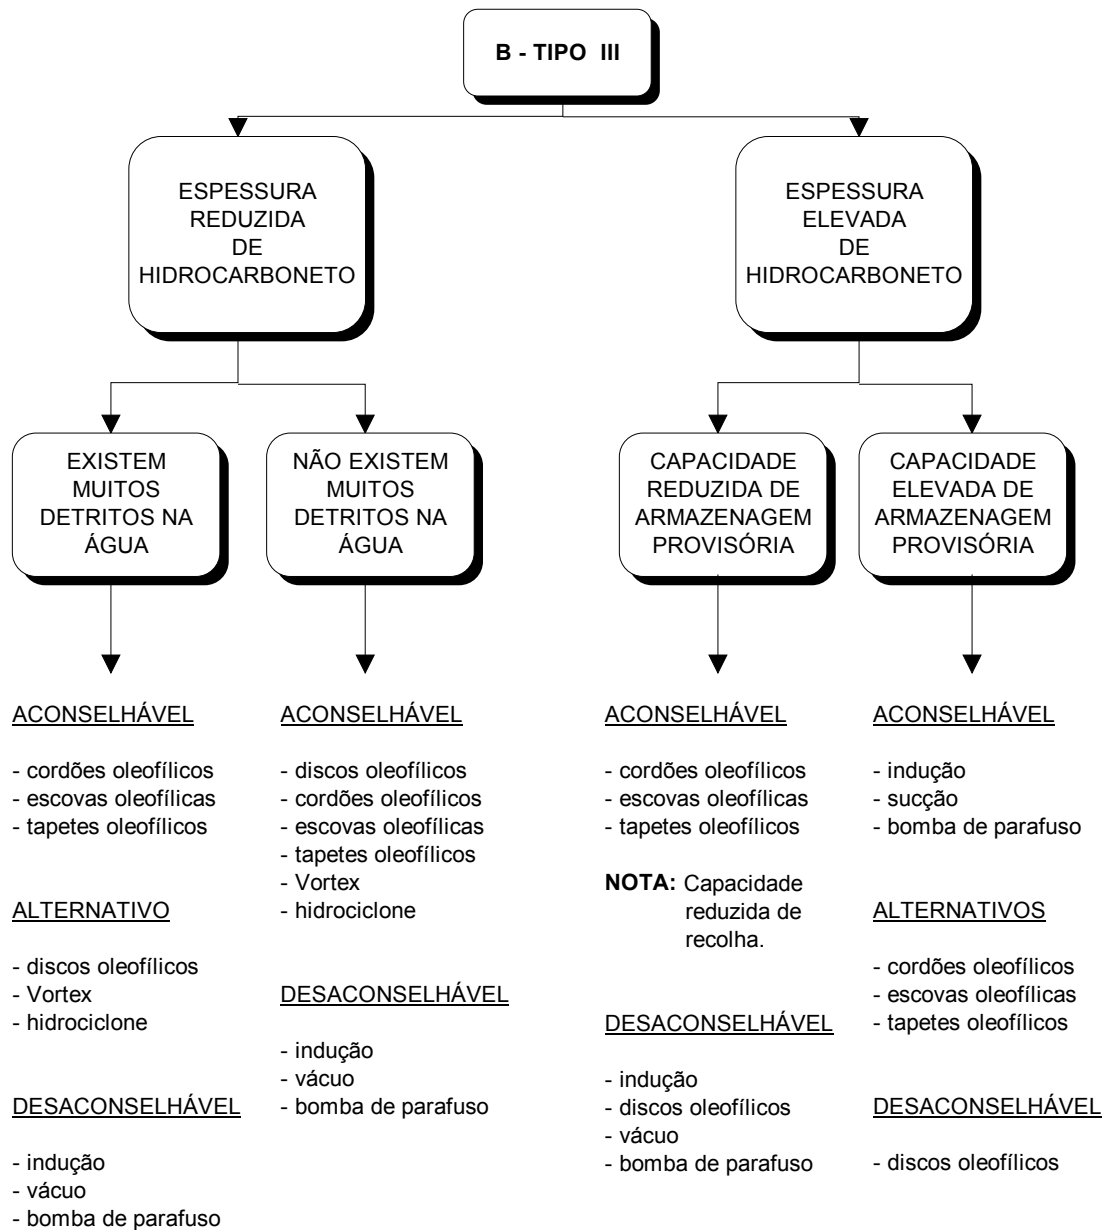 B - TIPO III
ESPESSURA
REDUZIDA
DE
HIDROCARBONETO
ESPESSURA
ELEVADA
DE
HIDROCARBONETO
EXISTEM
MUITOS
DETRITOS NA
ÁGUA
NÃO EXISTEM
MUITOS
DETRITOS NA
ÁGUA
CAPACIDADE
REDUZIDA DE
ARMAZENAGEM
PROVISÓRIA
CAPACIDADE
ELEVADA DE
ARMAZENAGEM
PROVISÓRIA
ACONSELHÁVEL
- cordões oleofílicos
- escovas oleofílicas
- tapetes oleofílicos
ALTERNATIVO
- discos oleofílicos
- Vortex
- hidrociclone
DESACONSELHÁVEL
- indução
- vácuo
- bomba de parafuso
ACONSELHÁVEL
- discos oleofílicos
- cordões oleofílicos
- escovas oleofílicas
- tapetes oleofílicos
- Vortex
- hidrociclone
DESACONSELHÁVEL
- indução
- vácuo
- bomba de parafuso
ACONSELHÁVEL
- cordões oleofílicos
- escovas oleofílicas
- tapetes oleofílicos
NOTA: Capacidade
reduzida de
recolha.
DESACONSELHÁVEL
- indução
- discos oleofílicos
- vácuo
- bomba de parafuso
ACONSELHÁVEL
- indução
- sucção
- bomba de parafuso
ALTERNATIVOS
- cordões oleofílicos
- escovas oleofílicas
- tapetes oleofílicos
DESACONSELHÁVEL
- discos oleofílicos